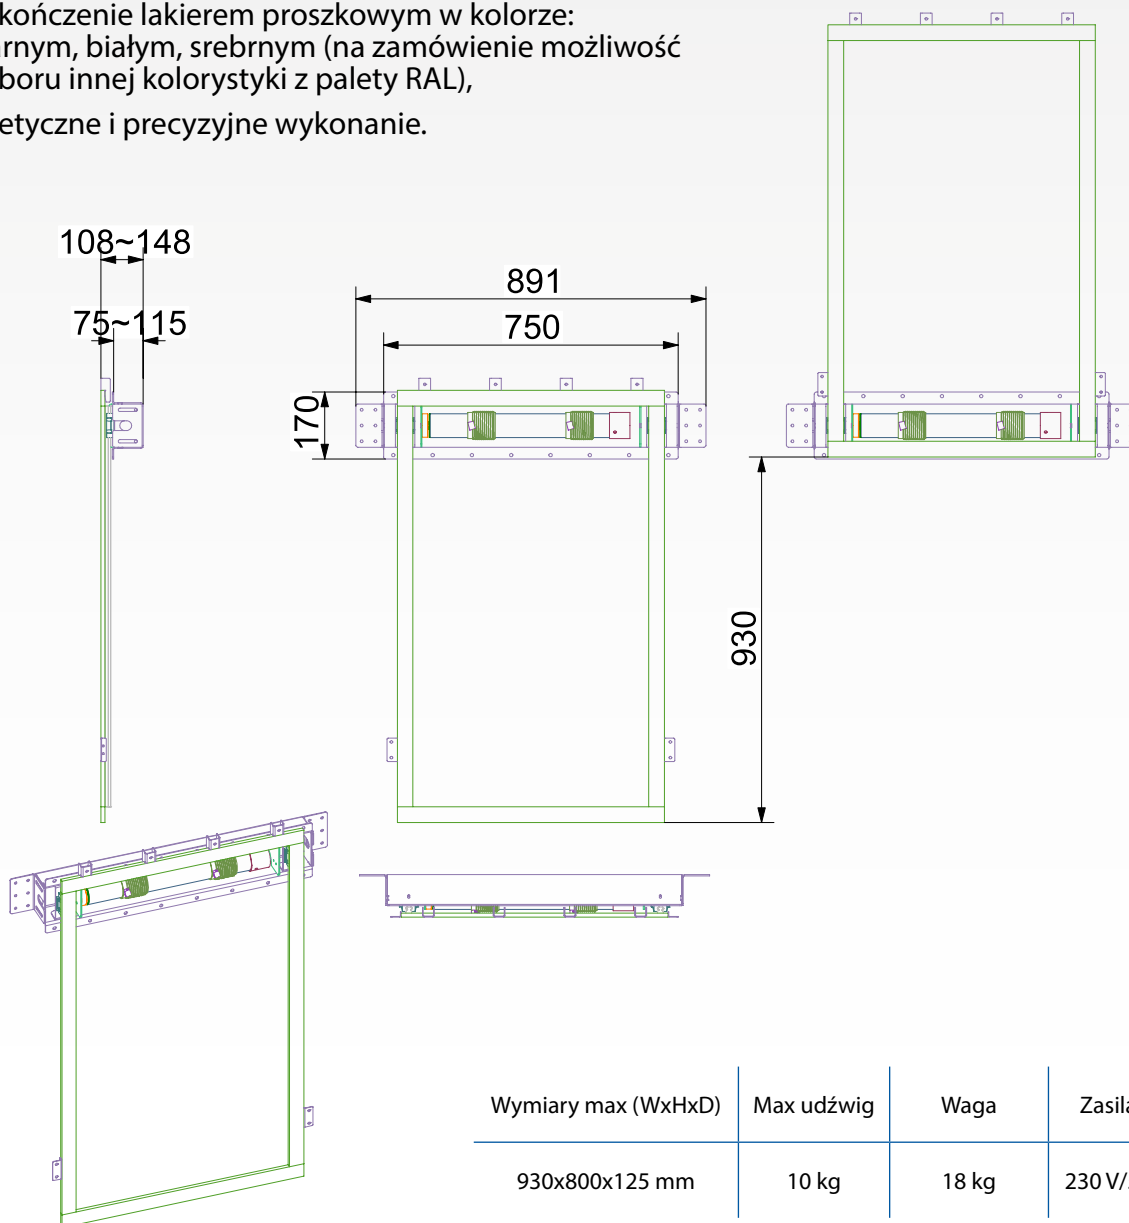 kończenie lakierem proszkowym w kolorze:
rnym, białym, srebrnym (na zamówienie możliwość
boru innej kolorystyki z palety RAL),
etyczne i precyzyjne wykonanie.
108~148
75~115
891
750
170
930
Wymiary max (WxHxD) Max udźwig Waga Zasila
930x800x125 mm 10 kg 18 kg 230 V/